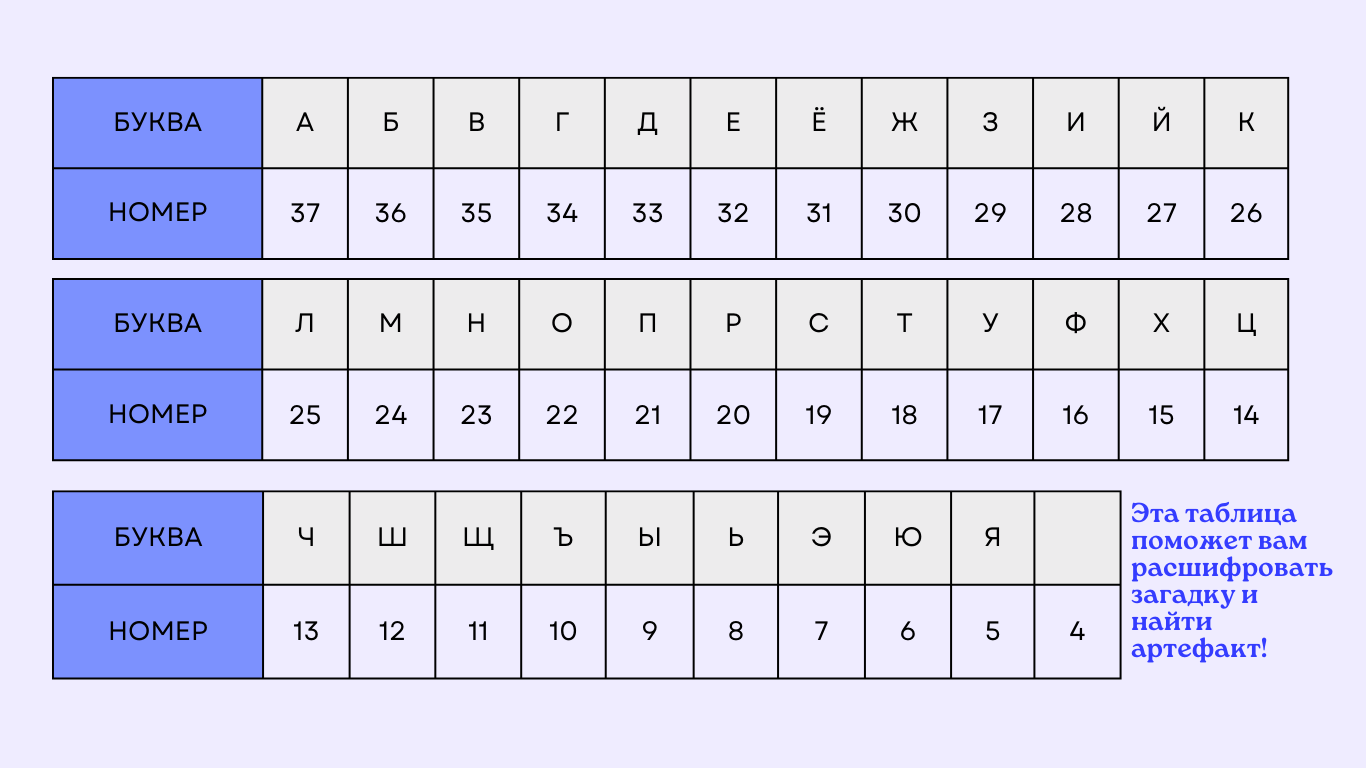 БУКВА А Б В Г Д Е Ё Ж З И Й К
НОМЕР 37 36 35 34 33 32 31 30 29 28 27 26
БУКВА Л М Н О П Р С Т У Ф Х Ц
НОМЕР 25 24 23 22 21 20 19 18 17 16 15 14
БУКВА Ч Ш Щ Ъ Ы Ь Э Ю Я
НОМЕР 13 12 11 10 9 8 7 6 5 4
Эта таблица
поможет вам
расшифровать
загадку и
найти
артефакт!